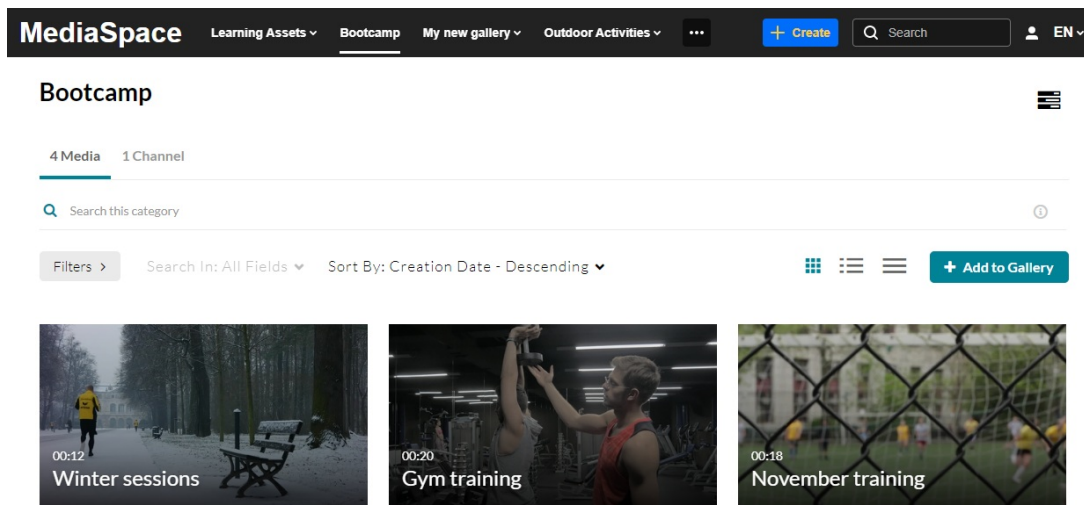 MediaSpace Learning Assets Bootcamp My new gallery Outdoor Activities ••• + Create Search EN
Bootcamp
4 Media 1 Channel
Search this category
Filters > Search In: All Fields Sort By: Creation Date - Descending + Add to Gallery
00:12
Winter sessions
00:20
Gym training
00:18
November training